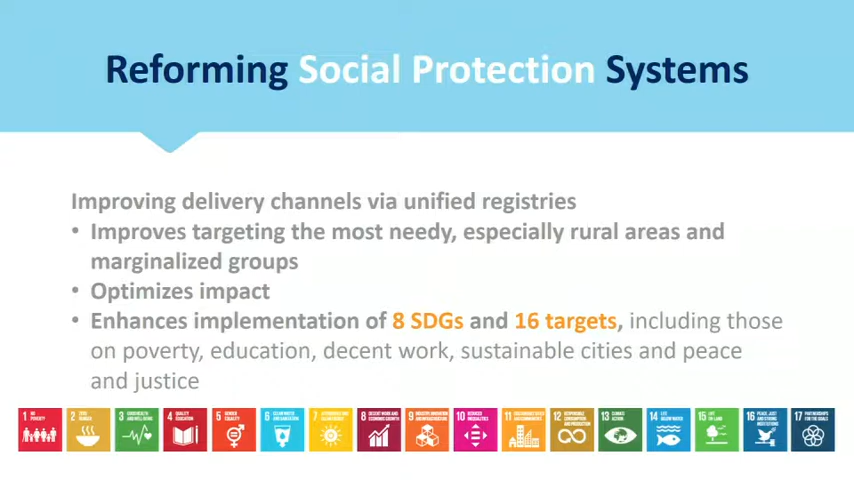 Reforming Social Protection Systems
Improving delivery channels via unified registries
• Improves targeting the most needy, especially rural areas and
marginalized groups
• Optimizes impact
• Enhances implementation of 8 SDGs and 16 targets, including those
on poverty, education, decent work, sustainable cities and peace
and justice
1 NO POVERTY
2 ZERO HUNGER
3 GOOD HEALTH AND WELL-BEING
4 QUALITY EDUCATION
5 GENDER EQUALITY
6 CLEAN WATER AND SANITATION
7
8 DECENT WORK AND ECONOMIC GROWTH
9 INDUSTRY, INNOVATION AND INFRASTRUCTURE
10 REDUCED INEQUALITIES
11 SUSTAINABLE CITIES AND COMMUNITIES
12 RESPONSIBLE CONSUMPTION AND PRODUCTION
13 CLIMATE ACTION
14 LIFE BELOW WATER
15 LIFE ON LAND
16 PEACE, JUSTICE AND STRONG INSTITUTIONS
17 PARTNERSHIPS FOR THE GOALS